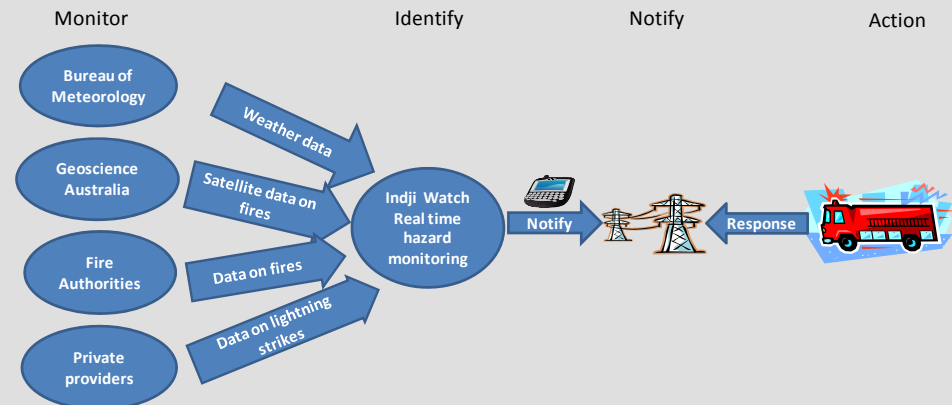 Monitor
Identify
Notify
Action
Bureau of
Meteorology
Weather data
Geoscience
Australia
Satellite data on
fires
Fire
Authorities
Data on fires
Private
providers
Data on lightning
strikes
Indji Watch
Real time
hazard
monitoring
Notify
Response